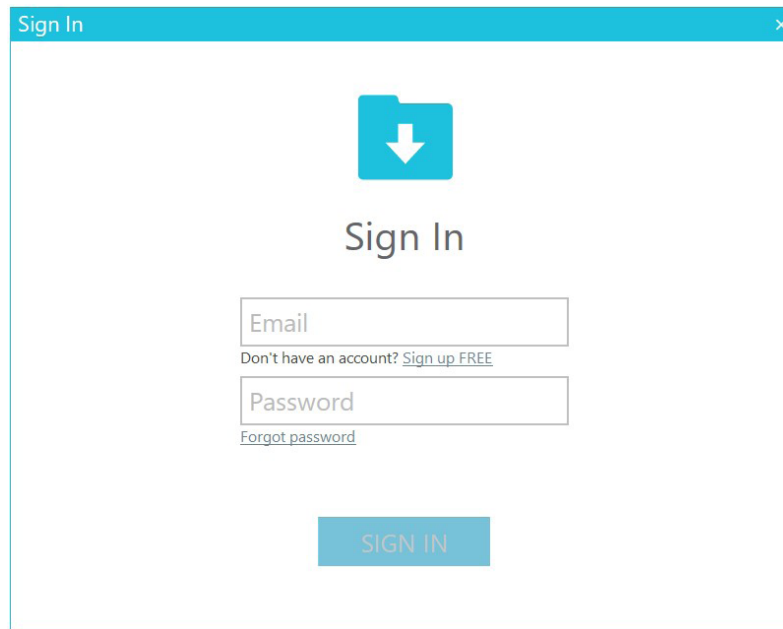 Sign In
Sign In
Email
Don't have an account? Sign up FREE
Password
Forgot password
SIGN IN